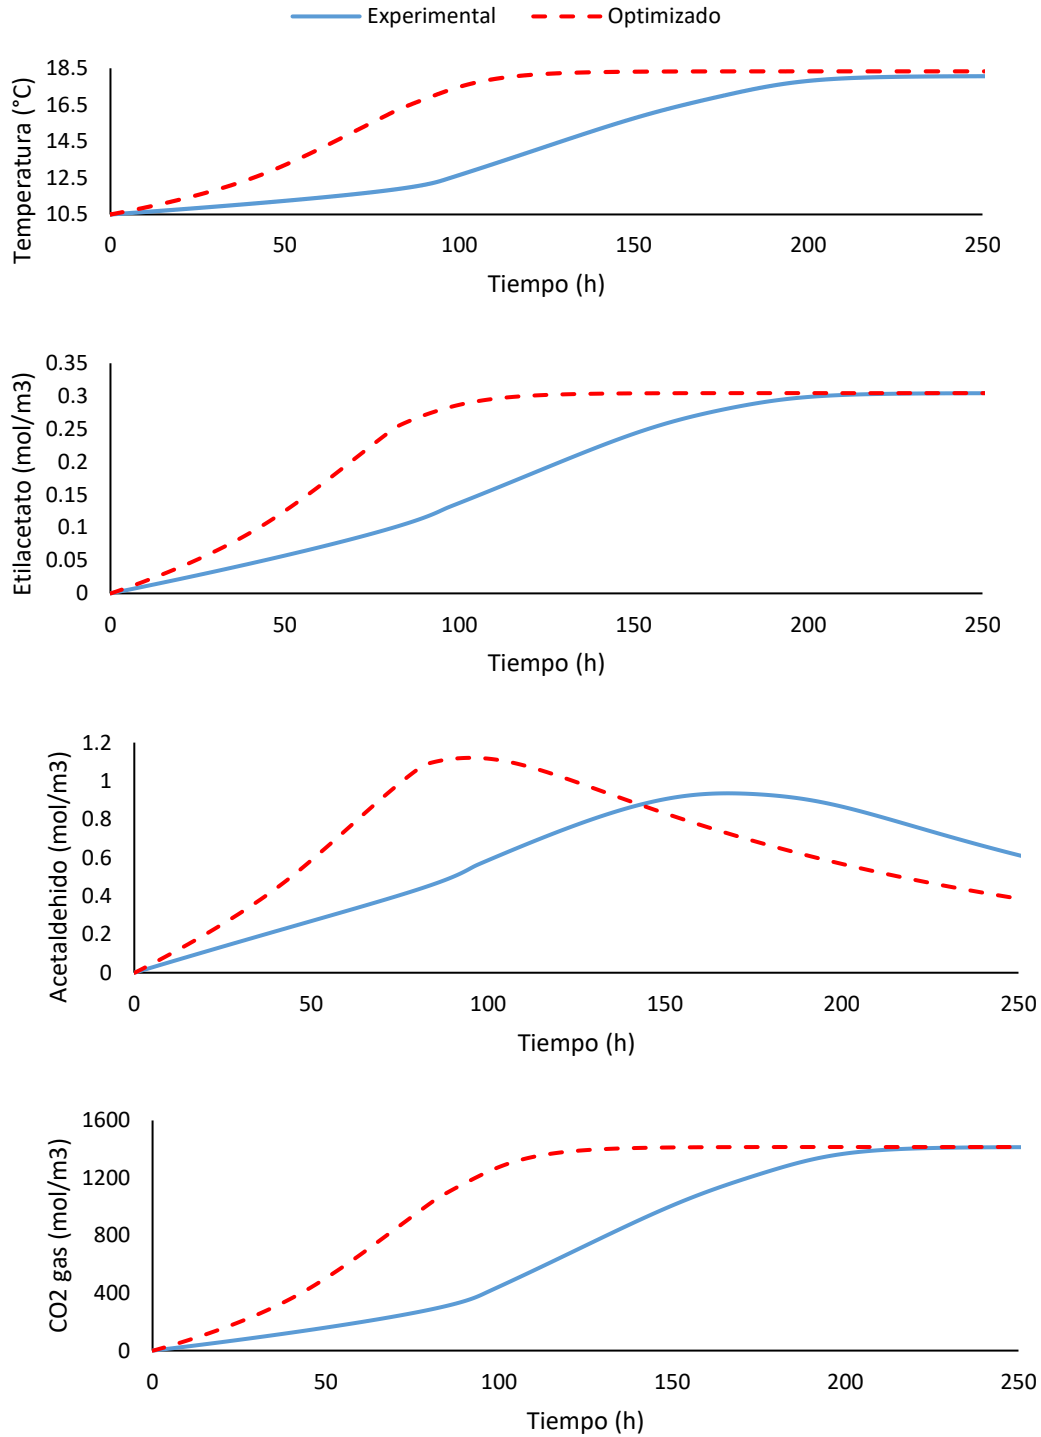 Experimental Optimizado
18.5
16.5
14.5
12.5
10.5
Temperatura (°C)
0 50 100 150 200 250
Tiempo (h)
0.35
0.3
0.25
0.2
0.15
0.1
0.05
0
Etilacetato (mol/m3)
0 50 100 150 200 250
Tiempo (h)
1.2
1
0.8
0.6
0.4
0.2
0
Acetaldehido (mol/m3)
0 50 100 150 200 250
Tiempo (h)
1600
1200
800
400
0
CO2 gas (mol/m3)
0 50 100 150 200 250
Tiempo (h)